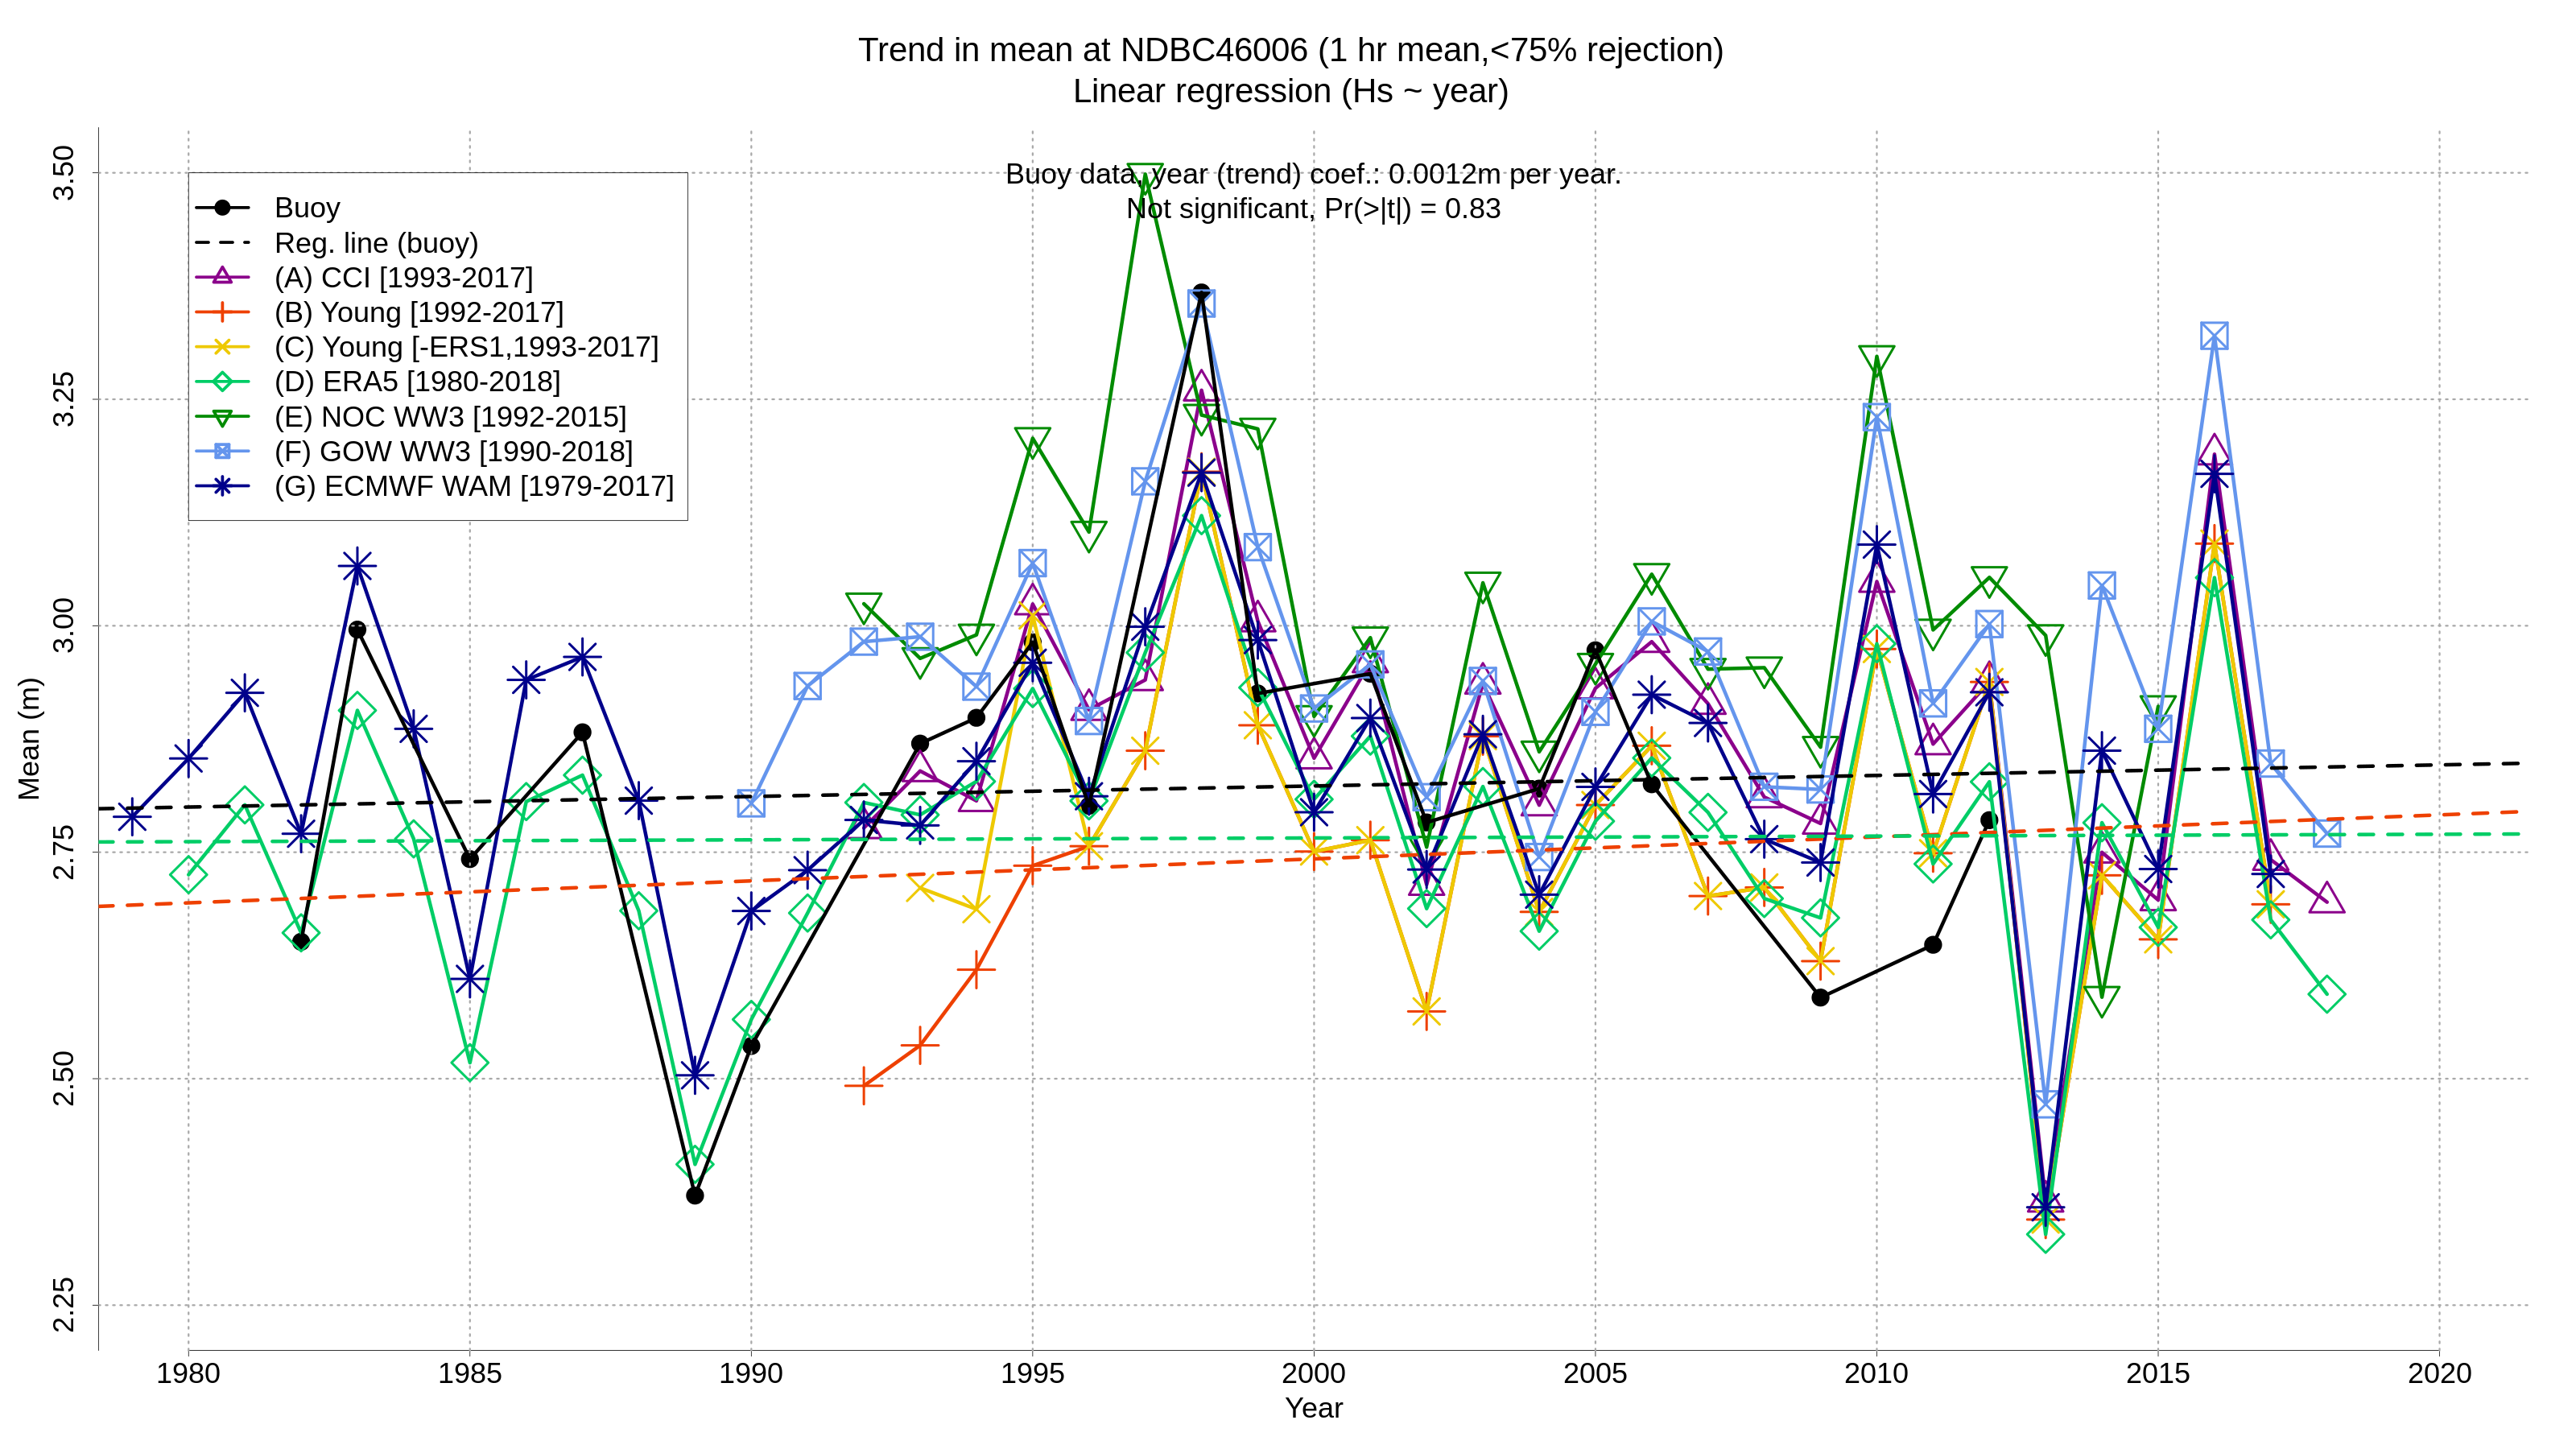 Trend in mean at NDBC46006 (1 hr mean,<75% rejection)
Linear regression (Hs ~ year)
Buoy data, year (trend) coef.: 0.0012m per year.
Not significant, Pr(>|t|) = 0.83
Buoy
Reg. line (buoy)
(A) CCI [1993-2017]
(B) Young [1992-2017]
(C) Young [-ERS1,1993-2017]
(D) ERA5 [1980-2018]
(E) NOC WW3 [1992-2015]
(F) GOW WW3 [1990-2018]
(G) ECMWF WAM [1979-2017]
Mean (m)
3.50
3.25
3.00
2.75
2.50
2.25
1980 1985 1990 1995 2000 2005 2010 2015 2020
Year